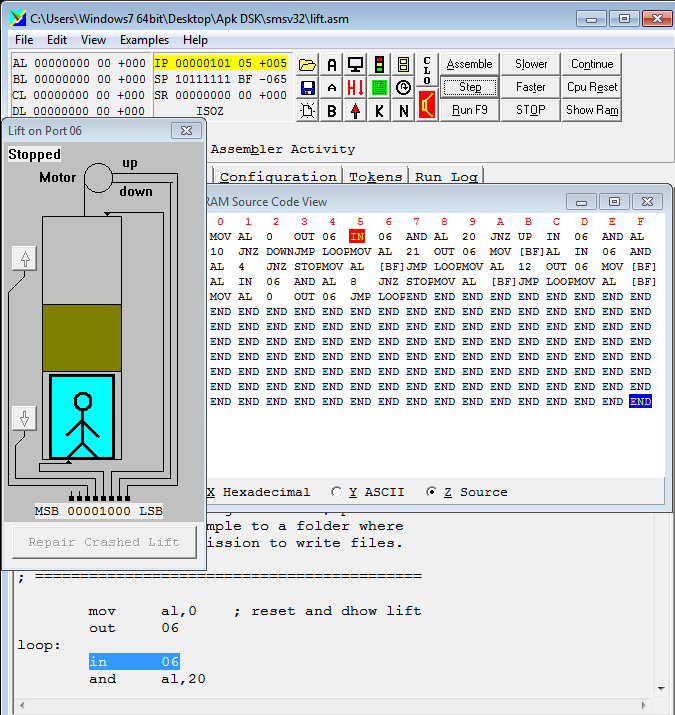 C:\Users\Windows7 64bit\Desktop\Apk DSK\smsv32\lift.asm
File Edit View Examples Help
AL 00000000 00 +000 IP 00000101 05 +005
BL 00000000 00 +000 SP 10111111 BF -065
CL 00000000 00 +000 SR 00000000 00 +000
DL 00000000 00 +000 ISOZ
A C L O Assemble Slower Continue
A Step Faster Cpu Reset
B K N Run F9 STOP Show Ram
Lift on Port 06
Stopped
Motor
up
down
MSB 00001000 LSB
Repair Crashed Lift
Assembler Activity
Configuration Tokens Run Log
RAM Source Code View
0 1 2 3 4 5 6 7 8 9 A B C D E F
MOV AL 0 OUT 06 IN 06 AND AL 20 JNZ UP IN 06 AND AL
10 JNZ DOWNJMP LOOPMOV AL 21 OUT 06 MOV [BF]AL IN 06 AND
AL 4 JNZ STOPMOV AL [BF]JMP LOOPMOV AL 12 OUT 06 MOV [BF]
AL IN 06 AND AL 8 JNZ STOPMOV AL [BF]JMP LOOPMOV AL [BF]
MOV AL 0 OUT 06 JMP LOOPEND END END END END END END END END
END END END END END END END END END END END END END END END END
END END END END END END END END END END END END END END END END
END END END END END END END END END END END END END END END END
END END END END END END END END END END END END END END END END
END END END END END END END END END END END END END END END END
END END END END END END END END END END END END END END END END
END END END END END END END END END END END END END END END END
X Hexadecimal Y ASCII Z Source
mple to a folder where
ission to write files.
; ===========================================
mov al,0 ; reset and dhow lift
out 06
loop:
in 06
and al,20